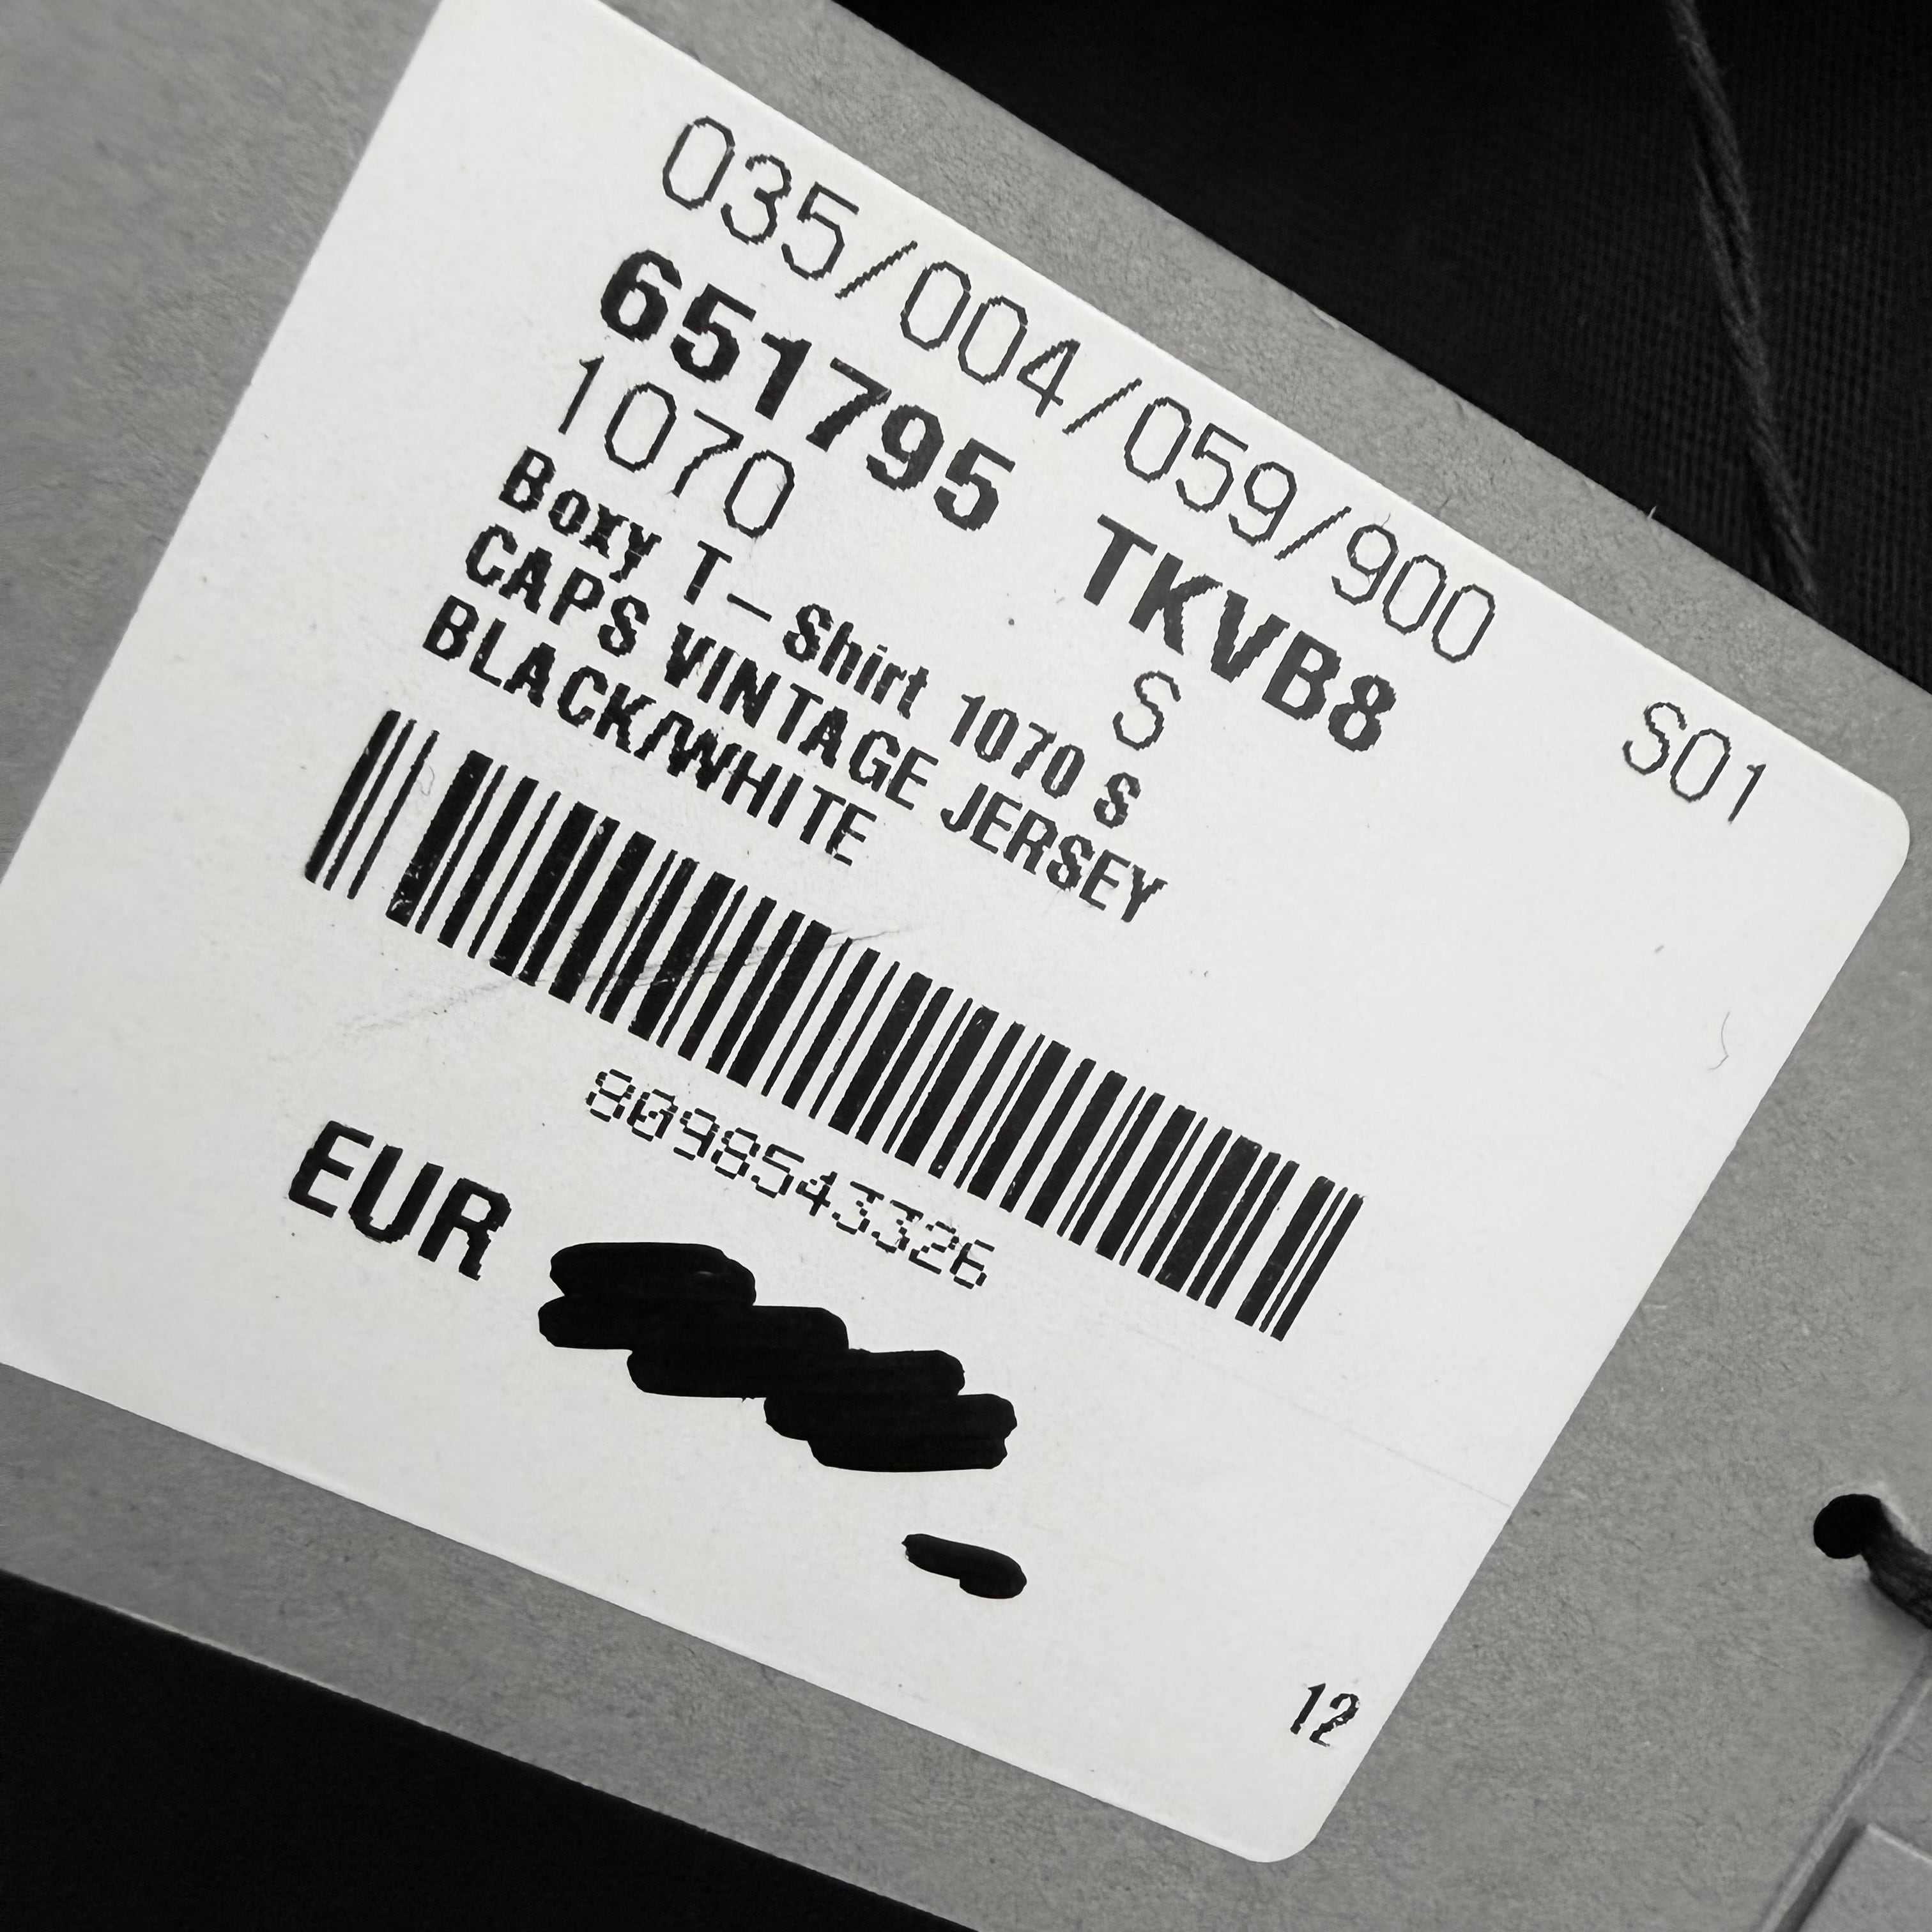 035/004/059/900 S01
651795 TKVB8
1070 S
Boxy T-Shirt 1070 S
CAPS VINTAGE JERSEY
BLACK/WHITE
8098543326
EUR
12